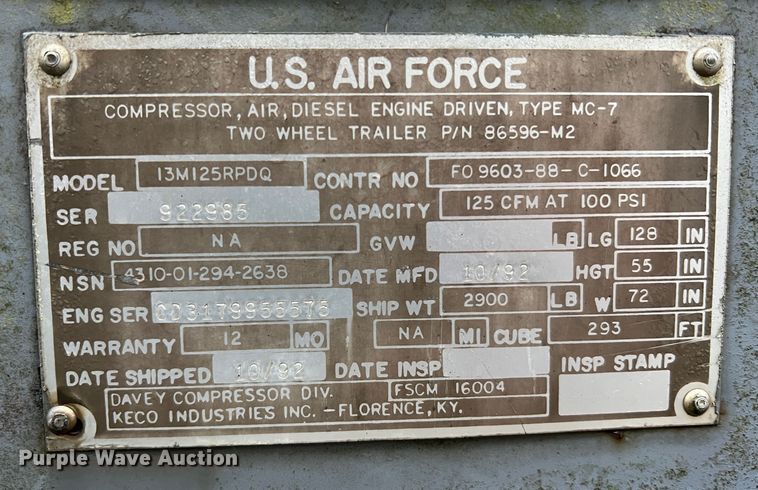 U.S. AIR FORCE
COMPRESSOR, AIR, DIESEL ENGINE DRIVEN, TYPE MC-7
TWO WHEEL TRAILER P/N 86596-M2
MODEL 13M125RPDQ CONTR NO FO 9603-88-C-1066
SER 922985 CAPACITY 125 CFM AT 100 PSI
REG NO NA GVW LB LG 128 IN
NSN 4310-01-294-2638 DATE MFD 10/92 HGT 55 IN
ENG SER CD3179955576 SHIP WT 2900 LB W 72 IN
WARRANTY 12 MO NA MI CUBE 293 FT
DATE SHIPPED 10/92 DATE INSP INSP STAMP
DAVEY COMPRESSOR DIV. FSCM 16004
KECO INDUSTRIES INC. - FLORENCE, KY.
Purple Wave Auction